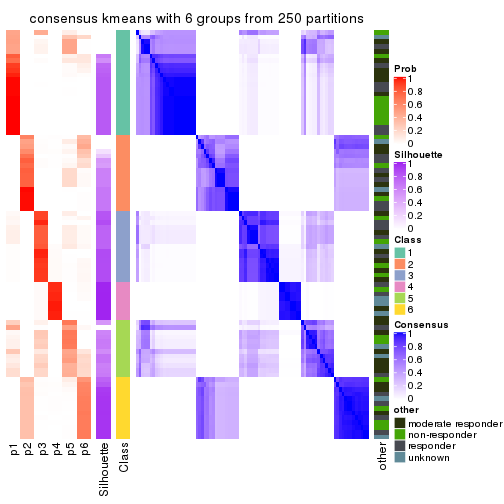 consensus kmeans with 6 groups from 250 partitions
Prob
1
0.8
0.6
0.4
0.2
0
Silhouette
1
0.8
0.6
0.4
0.2
0
Class
1
2
3
4
5
6
Consensus
1
0.8
0.6
0.4
0.2
0
other
moderate responder
non-responder
responder
unknown
p1
p2
p3
p4
p5
p6
Silhouette
Class
other